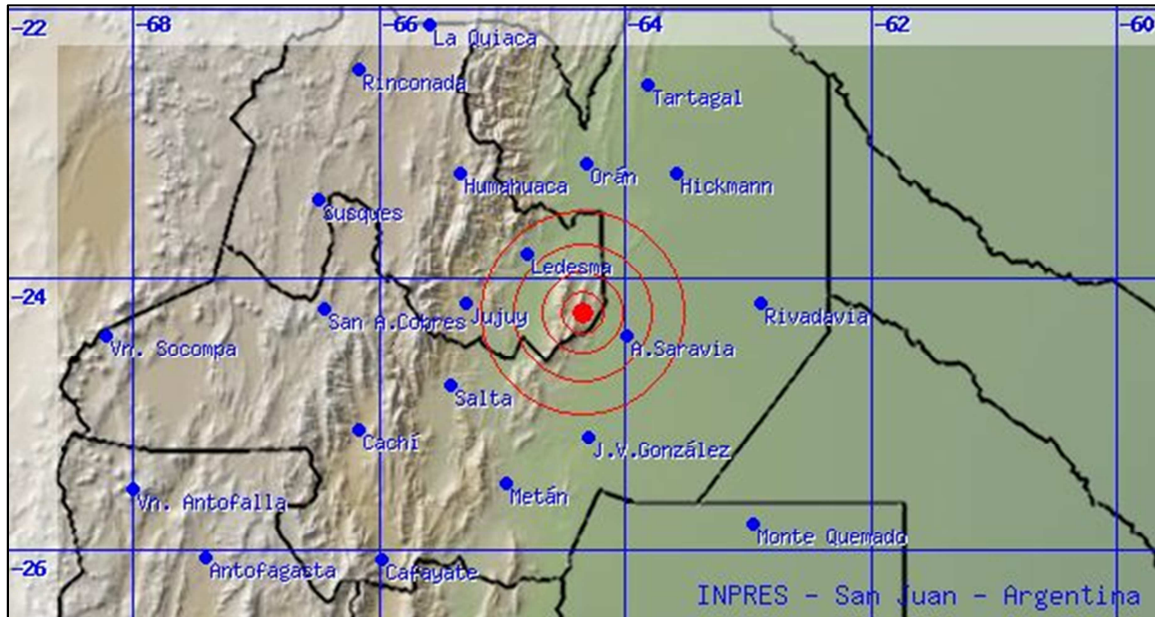 -22
-68
-66
-64
-62
-60
La Quiaca
Rinconada
Tartagal
Humahuaca
Orán
Hickmann
Susques
Ledesma
-24
San A.Cobres
Jujuy
Rivadavia
Vn. Socompa
A.Saravia
Salta
Cachí
J.V.González
Vn. Antofalla
Metán
Monte Quemado
-26
Antofagasta
Cafayate
INPRES - San Juan - Argentina